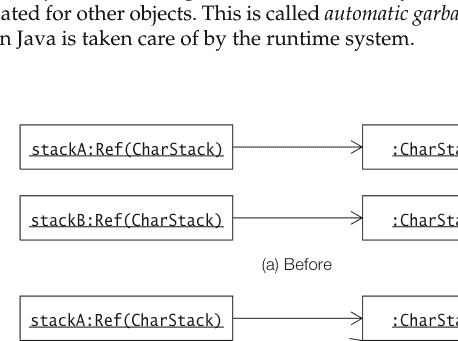 ated for other objects. This is called automatic garba
n Java is taken care of by the runtime system.
stackA:Ref(CharStack) :CharSta
stackB:Ref(CharStack) :CharSta
(a) Before
stackA:Ref(CharStack) :CharSta